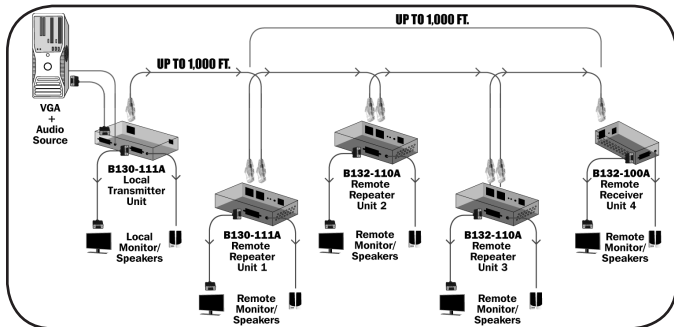 UP TO 1,000 FT.
UP TO 1,000 FT.
VGA
+
Audio
Source
B130-111A
Local
Transmitter
Unit
Local
Monitor/
Speakers
B130-111A
Remote
Repeater
Unit 1
Remote
Monitor/
Speakers
B132-110A
Remote
Repeater
Unit 2
Remote
Monitor/
Speakers
B132-110A
Remote
Repeater
Unit 3
Remote
Monitor/
Speakers
B132-100A
Remote
Receiver
Unit 4
Remote
Monitor/
Speakers